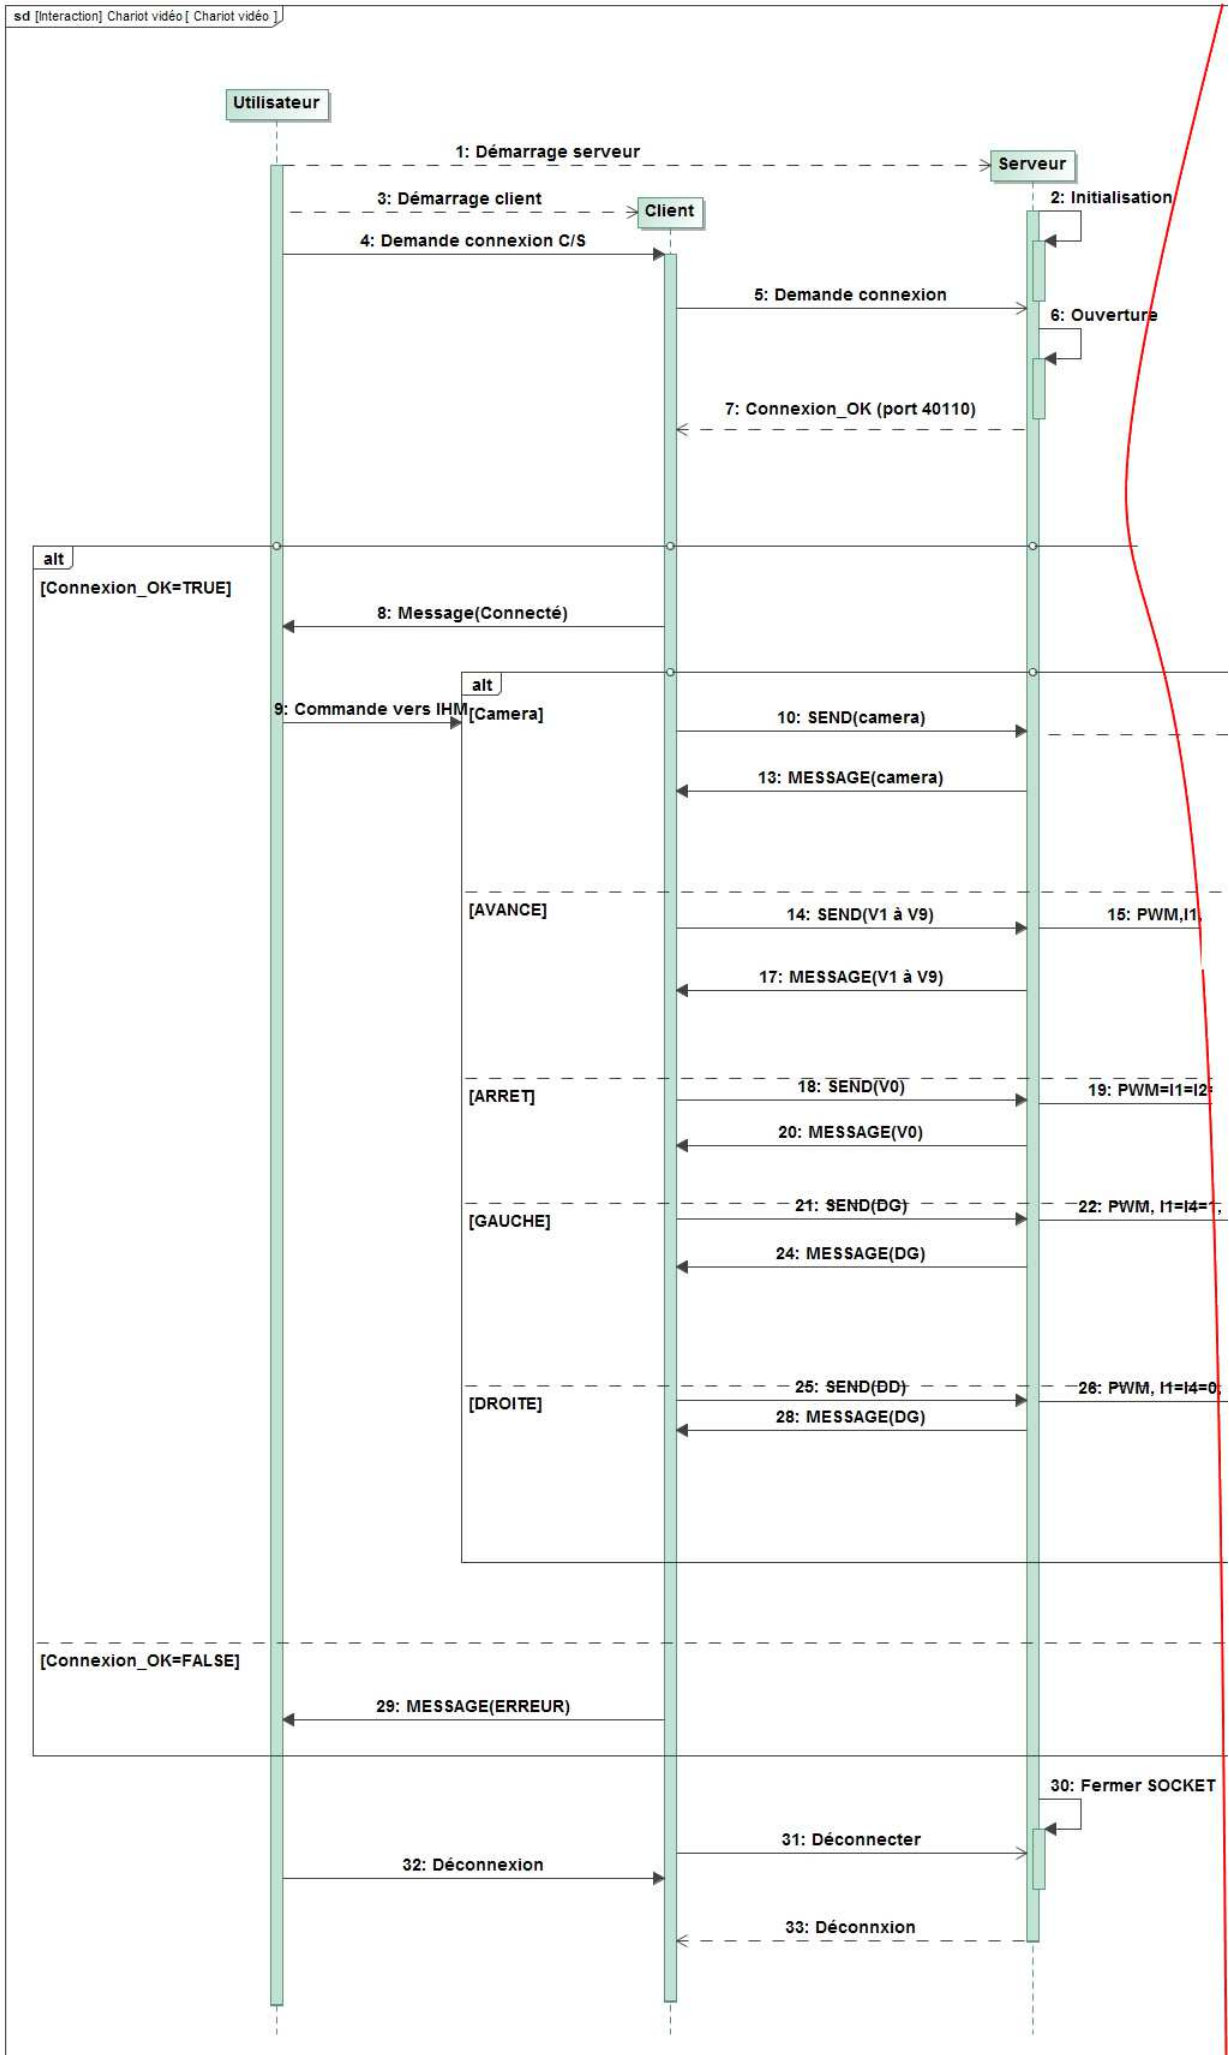 sd [Interaction] Chariot vidéo [ Chariot vidéo ]
Utilisateur
1: Démarrage serveur
Serveur
3: Démarrage client
2: Initialisation
Client
4: Demande connexion C/S
5: Demande connexion
6: Ouverture
7: Connexion_OK (port 40110)
alt
[Connexion_OK=TRUE]
8: Message(Connecté)
alt
9: Commande vers IHM
[Camera]
10: SEND(camera)
13: MESSAGE(camera)
[AVANCE]
14: SEND(V1 à V9)
15: PWM,I1,
17: MESSAGE(V1 à V9)
[ARRET]
18: SEND(V0)
19: PWM=I1=I2=
20: MESSAGE(V0)
[GAUCHE]
21: SEND(DG)
22: PWM, I1=I4=1,
24: MESSAGE(DG)
[DROITE]
25: SEND(DD)
26: PWM, I1=I4=0,
28: MESSAGE(DG)
[Connexion_OK=FALSE]
29: MESSAGE(ERREUR)
30: Fermer SOCKET
31: Déconnecter
32: Déconnexion
33: Déconnxion